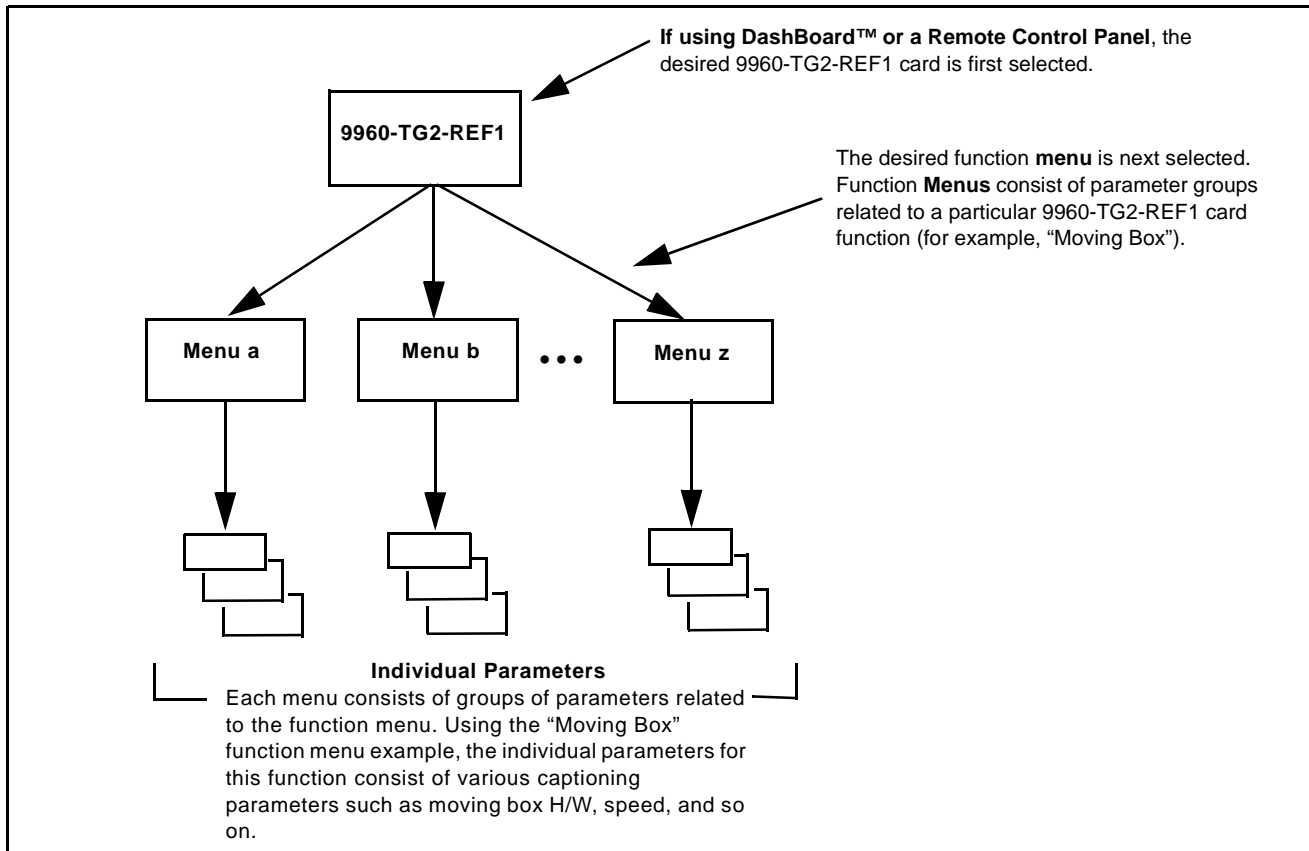 If using DashBoard™ or a Remote Control Panel, the
desired 9960-TG2-REF1 card is first selected.
9960-TG2-REF1
The desired function menu is next selected.
Function Menus consist of parameter groups
related to a particular 9960-TG2-REF1 card
function (for example, “Moving Box”).
Menu a
Menu b
•••
Menu z
Individual Parameters
Each menu consists of groups of parameters related
to the function menu. Using the “Moving Box”
function menu example, the individual parameters for
this function consist of various captioning
parameters such as moving box H/W, speed, and so
on.